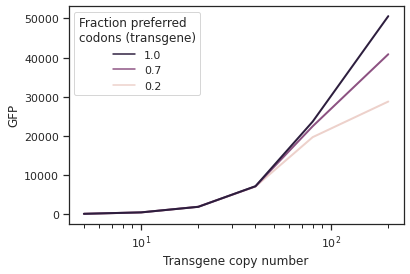 50000
40000
30000
20000
10000
0
GFP
Fraction preferred
codons (transgene)
1.0
0.7
0.2
10¹
10²
Transgene copy number